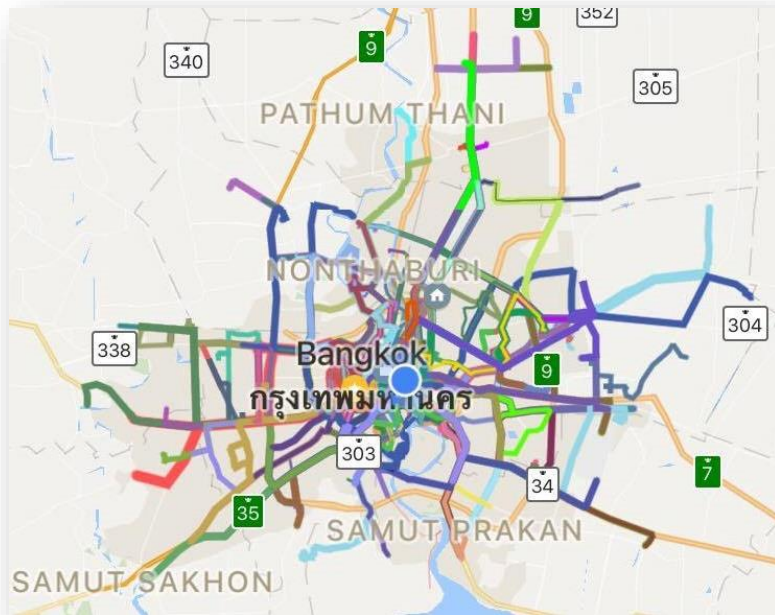 9
352
9
340
305
PATHUM THANI
NONTHABURI
304
338
Bangkok
9
กรุงเทพมหานคร
303
7
34
35
SAMUT PRAKAN
SAMUT SAKHON